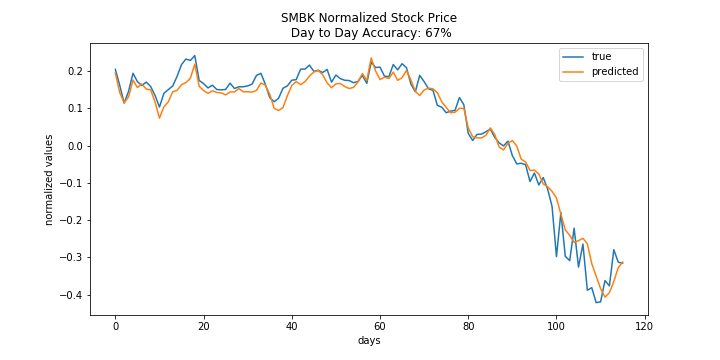 SMBK Normalized Stock Price
Day to Day Accuracy: 67%
true
predicted
normalized values
0.2
0.1
0.0
−0.1
−0.2
−0.3
−0.4
0
20
40
60
80
100
120
days